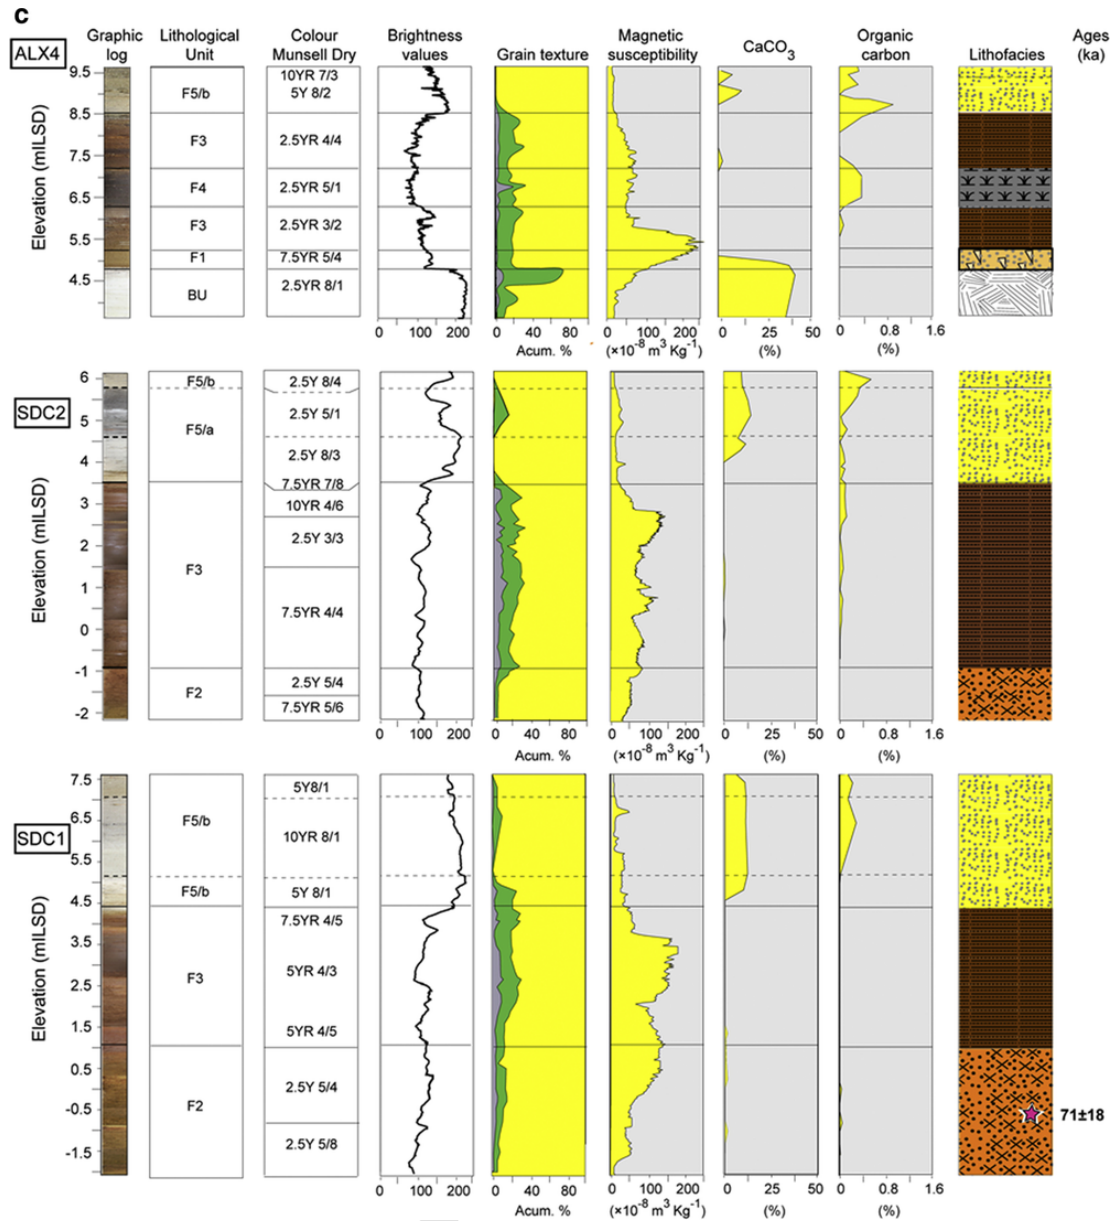 c
ALX4
Graphic log
Lithological Unit
Colour Munsell Dry
Brightness values
Grain texture
Magnetic susceptibility
CaCO3
Organic carbon
Lithofacies
Ages (ka)
Elevation (mILSD)
9.5
8.5
7.5
6.5
5.5
4.5
F5/b
F3
F4
F3
F1
BU
10YR 7/3
5Y 8/2
2.5YR 4/4
2.5YR 5/1
2.5YR 3/2
7.5YR 5/4
2.5YR 8/1
0 100 200
0 40 80
Acum. %
0 100 200
(×10-8 m3 Kg-1)
0 25 50
(%)
0 0.8 1.6
(%)
SDC2
Elevation (mILSD)
6
5
4
3
2
1
0
-1
-2
F5/b
F5/a
F3
F2
2.5Y 8/4
2.5Y 5/1
2.5Y 8/3
7.5YR 7/8
10YR 4/6
2.5Y 3/3
7.5YR 4/4
2.5Y 5/4
7.5YR 5/6
0 100 200
0 40 80
Acum. %
0 100 200
(×10-8 m3 Kg-1)
0 25 50
(%)
0 0.8 1.6
(%)
SDC1
Elevation (mILSD)
7.5
6.5
5.5
4.5
3.5
2.5
1.5
0.5
-0.5
-1.5
F5/b
F5/b
F3
F2
5Y8/1
10YR 8/1
5Y 8/1
7.5YR 4/5
5YR 4/3
5YR 4/5
2.5Y 5/4
2.5Y 5/8
71±18
0 100 200
0 40 80
Acum. %
0 100 200
(×10-8 m3 Kg-1)
0 25 50
(%)
0 0.8 1.6
(%)